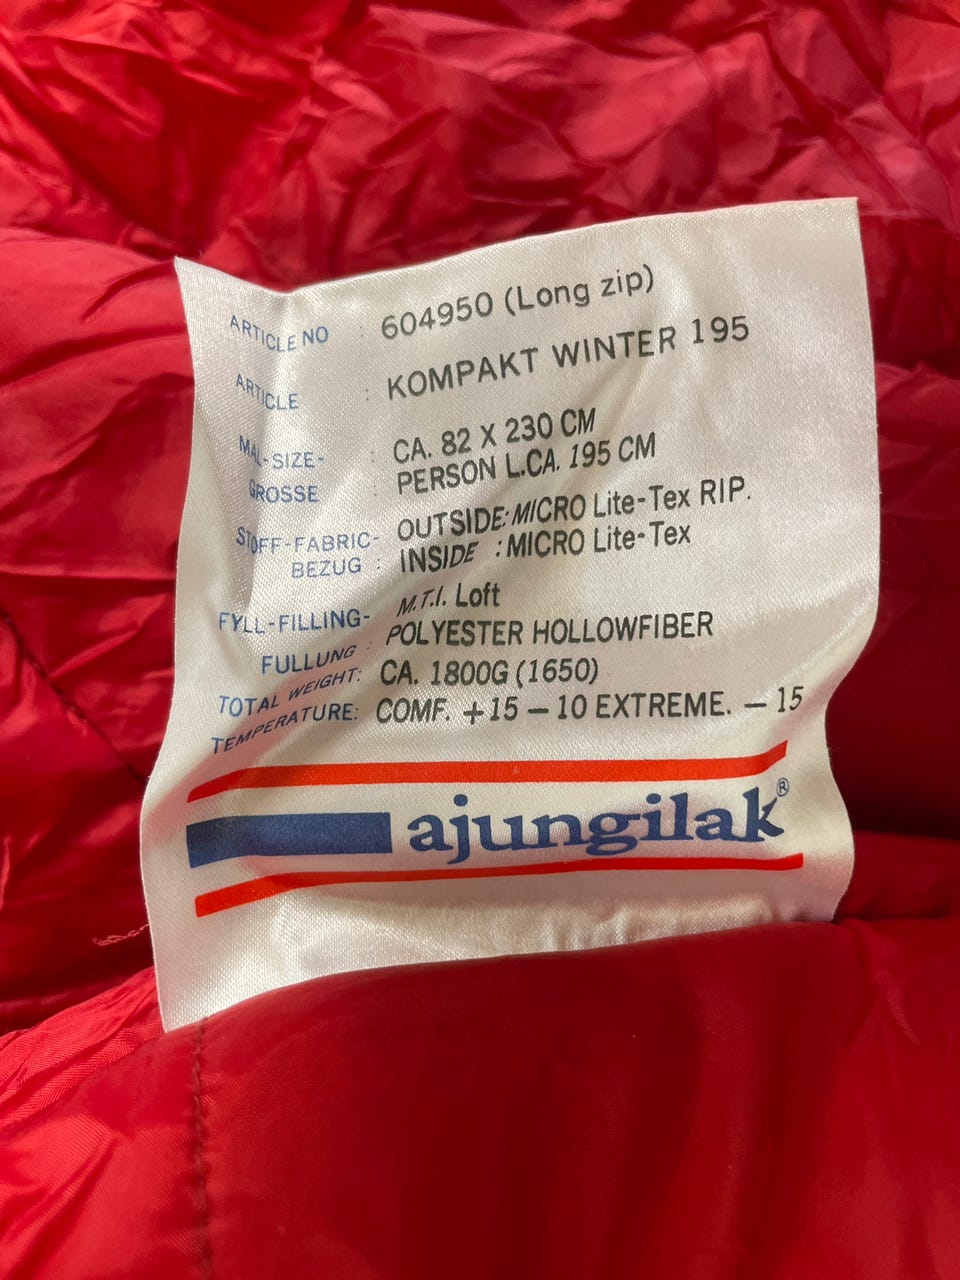 ARTICLE NO : 604950 (Long zip)
ARTICLE : KOMPAKT WINTER 195
MAL-SIZE- : CA. 82 X 230 CM
GROSSE : PERSON L.CA. 195 CM
STOFF-FABRIC- OUTSIDE:MICRO Lite-Tex RIP.
BEZUG : INSIDE :MICRO Lite-Tex
FYLL-FILLING- M.T.I. Loft
FULLUNG : POLYESTER HOLLOWFIBER
TOTAL WEIGHT: CA. 1800G (1650)
TEMPERATURE: COMF. +15 – 10 EXTREME. – 15
ajungilak®